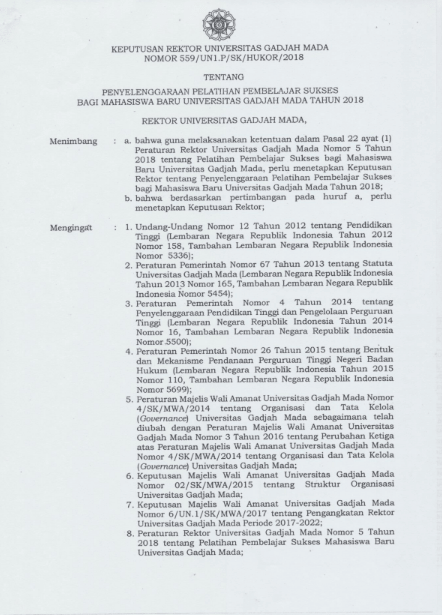 KEPUTUSAN REKTOR UNIVERSITAS GADJAH MADA
NOMOR 559/UN1.P/SK/HUKOR/2018
TENTANG
PENYELENGGARAAN PELATIHAN PEMBELAJAR SUKSES
BAGI MAHASISWA BARU UNIVERSITAS GADJAH MADA TAHUN 2018
REKTOR UNIVERSITAS GADJAH MADA,
Menimbang : a. bahwa guna melaksanakan ketentuan dalam Pasal 22 ayat (1)
Peraturan Rektor Universitas Gadjah Mada Nomor 5 Tahun
2018 tentang Pelatihan Pembelajar Sukses bagi Mahasiswa
Baru Universitas Gadjah Mada, perlu menetapkan Keputusan
Rektor tentang Penyelenggaraan Pelatihan Pembelajar Sukses
bagi Mahasiswa Baru Universitas Gadjah Mada Tahun 2018;
b. bahwa berdasarkan pertimbangan pada huruf a, perlu
menetapkan Keputusan Rektor;
Mengingat : 1. Undang-Undang Nomor 12 Tahun 2012 tentang Pendidikan
Tinggi (Lembaran Negara Republik Indonesia Tahun 2012
Nomor 158, Tambahan Lembaran Negara Republik Indonesia
Nomor 5336);
2. Peraturan Pemerintah Nomor 67 Tahun 2013 tentang Statuta
Universitas Gadjah Mada (Lembaran Negara Republik Indonesia
Tahun 2013 Nomor 165, Tambahan Lembaran Negara Republik
Indonesia Nomor 5454);
3. Peraturan Pemerintah Nomor 4 Tahun 2014 tentang
Penyelenggaraan Pendidikan Tinggi dan Pengelolaan Perguruan
Tinggi (Lembaran Negara Republik Indonesia Tahun 2014
Nomor 16, Tambahan Lembaran Negara Republik Indonesia
Nomor 5500);
4. Peraturan Pemerintah Nomor 26 Tahun 2015 tentang Bentuk
dan Mekanisme Pendanaan Perguruan Tinggi Negeri Badan
Hukum (Lembaran Negara Republik Indonesia Tahun 2015
Nomor 110, Tambahan Lembaran Negara Republik Indonesia
Nomor 5699);
5. Peraturan Majelis Wali Amanat Universitas Gadjah Mada Nomor
4/SK/MWA/2014 tentang Organisasi dan Tata Kelola
(Governance) Universitas Gadjah Mada sebagaimana telah
diubah dengan Peraturan Majelis Wali Amanat Universitas
Gadjah Mada Nomor 3 Tahun 2016 tentang Perubahan Ketiga
atas Peraturan Majelis Wali Amanat Universitas Gadjah Mada
Nomor 4/SK/MWA/2014 tentang Organisasi dan Tata Kelola
(Governance) Universitas Gadjah Mada;
6. Keputusan Majelis Wali Amanat Universitas Gadjah Mada
Nomor 02/SK/MWA/2015 tentang Struktur Organisasi
Universitas Gadjah Mada;
7. Keputusan Majelis Wali Amanat Universitas Gadjah Mada
Nomor 6/UN.1/SK/MWA/2017 tentang Pengangkatan Rektor
Universitas Gadjah Mada Periode 2017-2022;
8. Peraturan Rektor Universitas Gadjah Mada Nomor 5 Tahun
2018 tentang Pelatihan Pembelajar Sukses Mahasiswa Baru
Universitas Gadjah Mada;